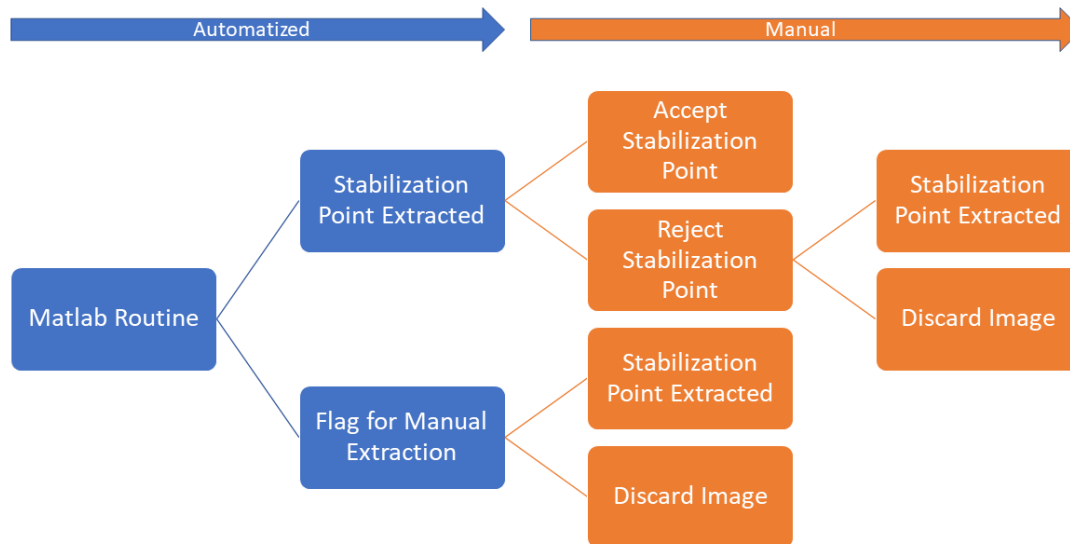 Automatized
Manual
Matlab Routine
Stabilization
Point Extracted
Flag for Manual
Extraction
Accept
Stabilization
Point
Reject
Stabilization
Point
Stabilization
Point Extracted
Discard Image
Stabilization
Point Extracted
Discard Image